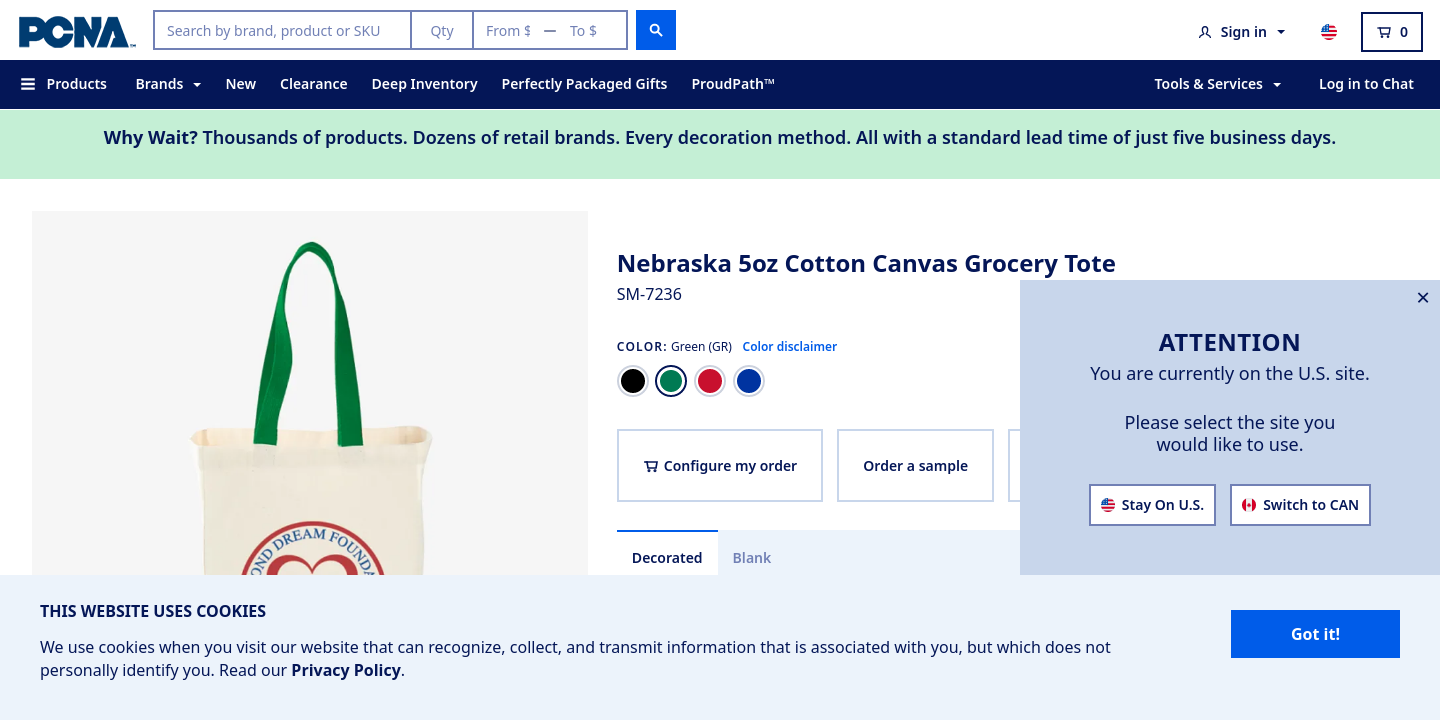 PCNA
Search by brand, product or SKU
Qty
From $ — To $
Sign in
0
Products
Brands
New
Clearance
Deep Inventory
Perfectly Packaged Gifts
ProudPath™
Tools & Services
Log in to Chat
Why Wait? Thousands of products. Dozens of retail brands. Every decoration method. All with a standard lead time of just five business days.
Nebraska 5oz Cotton Canvas Grocery Tote
SM-7236
COLOR: Green (GR) Color disclaimer
Configure my order
Order a sample
Decorated
Blank
OND DREAM FOUNDA
ATTENTION
You are currently on the U.S. site.
Please select the site you
would like to use.
Stay On U.S.
Switch to CAN
THIS WEBSITE USES COOKIES
We use cookies when you visit our website that can recognize, collect, and transmit information that is associated with you, but which does not
personally identify you. Read our Privacy Policy.
Got it!